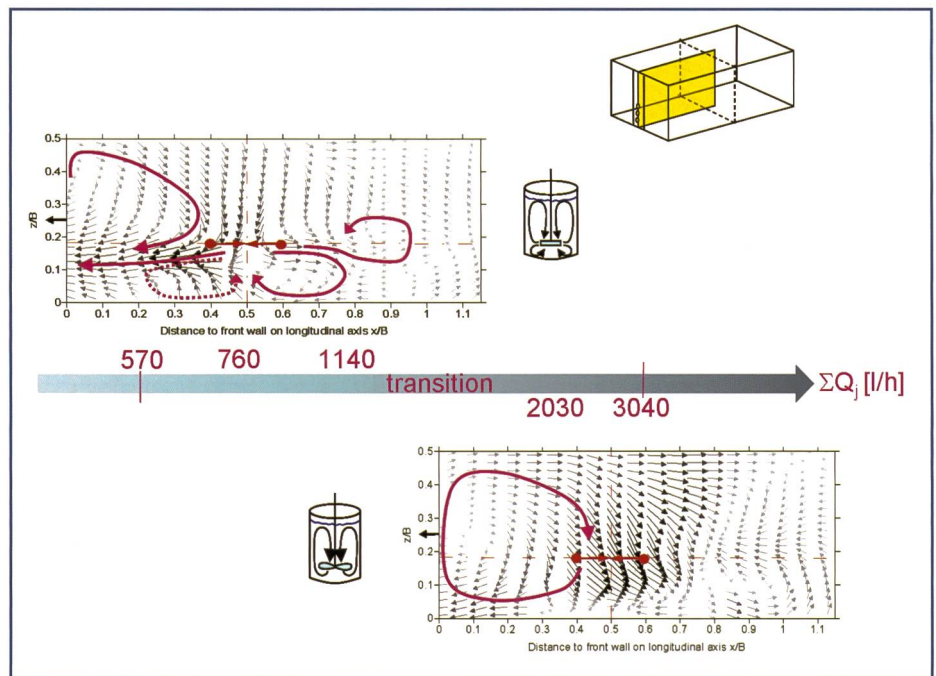 0.5
0.4
0.3
z/B
0.2
0.1
0
0 0.1 0.2 0.3 0.4 0.5 0.6 0.7 0.8 0.9 1 1.1
Distance to front wall on longitudinal axis x/B
570 760 1140
transition
ΣQj [l/h]
2030 3040
0.5
0.4
0.3
z/B
0.2
0.1
0
0 0.1 0.2 0.3 0.4 0.5 0.6 0.7 0.8 0.9 1 1.1
Distance to front wall on longitudinal axis x/B